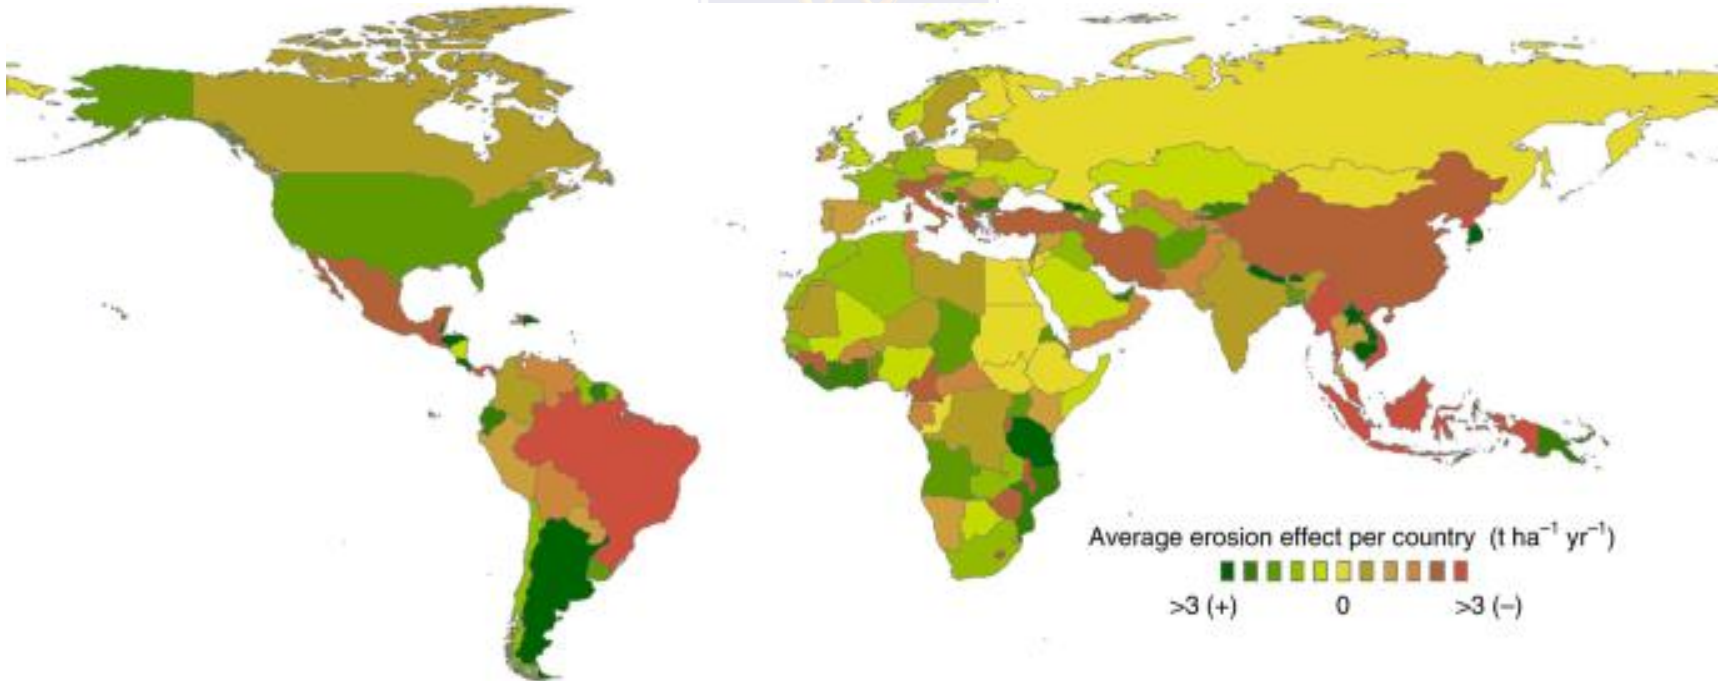 Average erosion effect per country (t ha⁻¹ yr⁻¹)
>3 (+) 0 >3 (–)